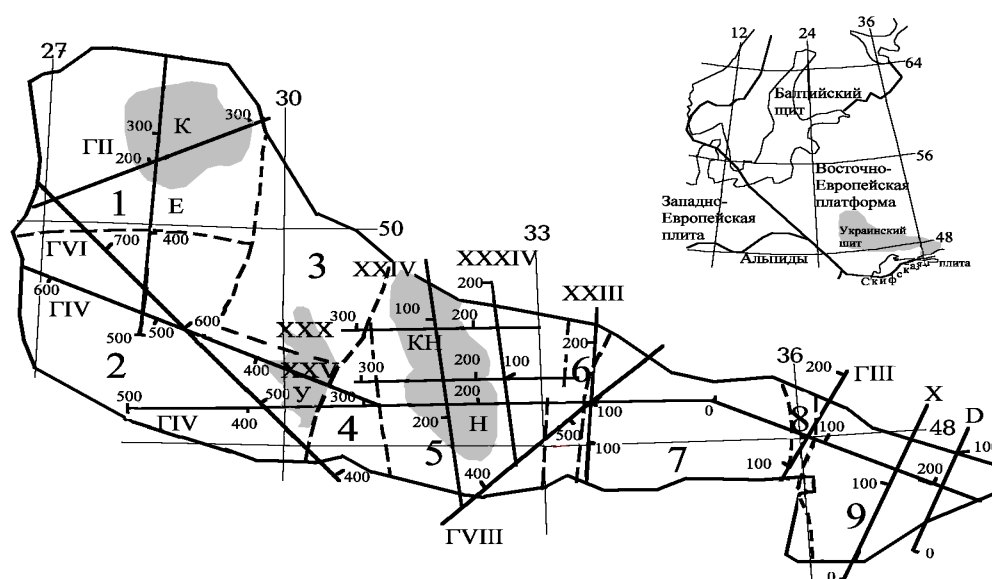 27
30
300
К
300
ГII
200
1
Е
50
ГVI
700
400
600
ГIV
500
500
600
2
3
XXIV
XXXIV
33
200
XXX
300
100
200
КН
XXIII
200
XXV
400
300
200
100
6
У
500
300
200
500
ГIV
400
4
200
Н
500
100
0
5
400
400
100
7
ГVIII
36
200
ГIII
8
100
X
D
48
100
100
100
200
9
0
0
12
24
36
64
Балтийский
щит
56
Восточно-
Европейская
платформа
Западно-
Европейская
плита
Украинский
щит
48
Альпиды
Скифская плита